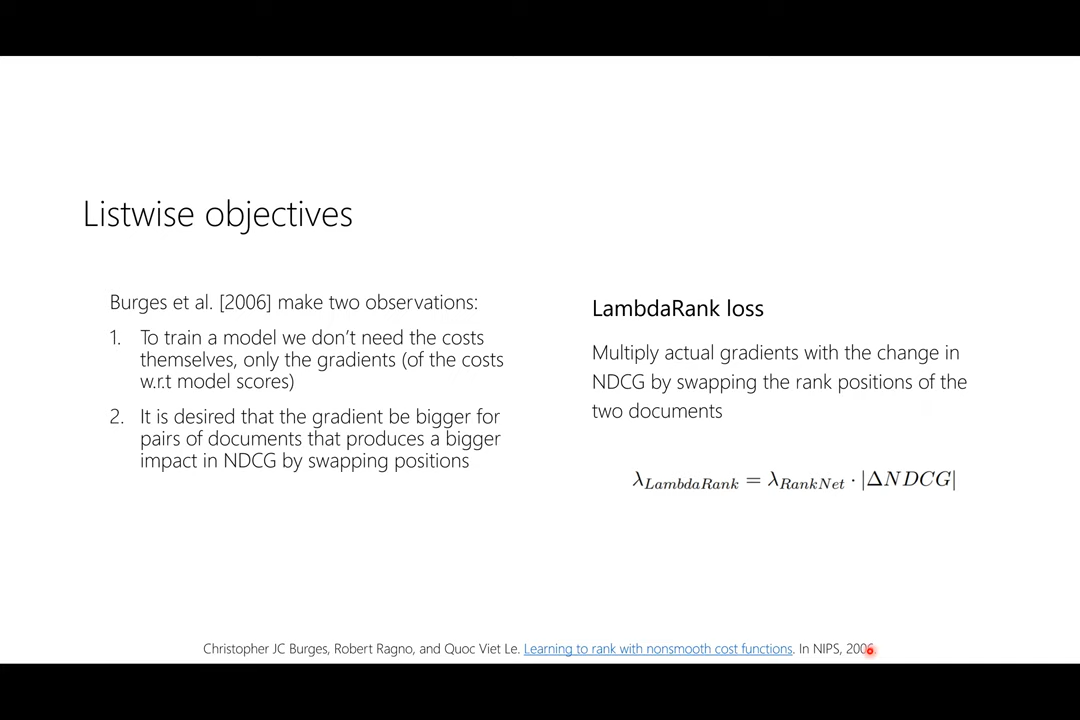 Listwise objectives
Burges et al. [2006] make two observations:
1. To train a model we don't need the costs
themselves, only the gradients (of the costs
w.r.t model scores)
2. It is desired that the gradient be bigger for
pairs of documents that produces a bigger
impact in NDCG by swapping positions
LambdaRank loss
Multiply actual gradients with the change in
NDCG by swapping the rank positions of the
two documents
λ_{LambdaRank} = λ_{RankNet} · |ΔNDCG|
Christopher JC Burges, Robert Ragno, and Quoc Viet Le. Learning to rank with nonsmooth cost functions. In NIPS, 2006